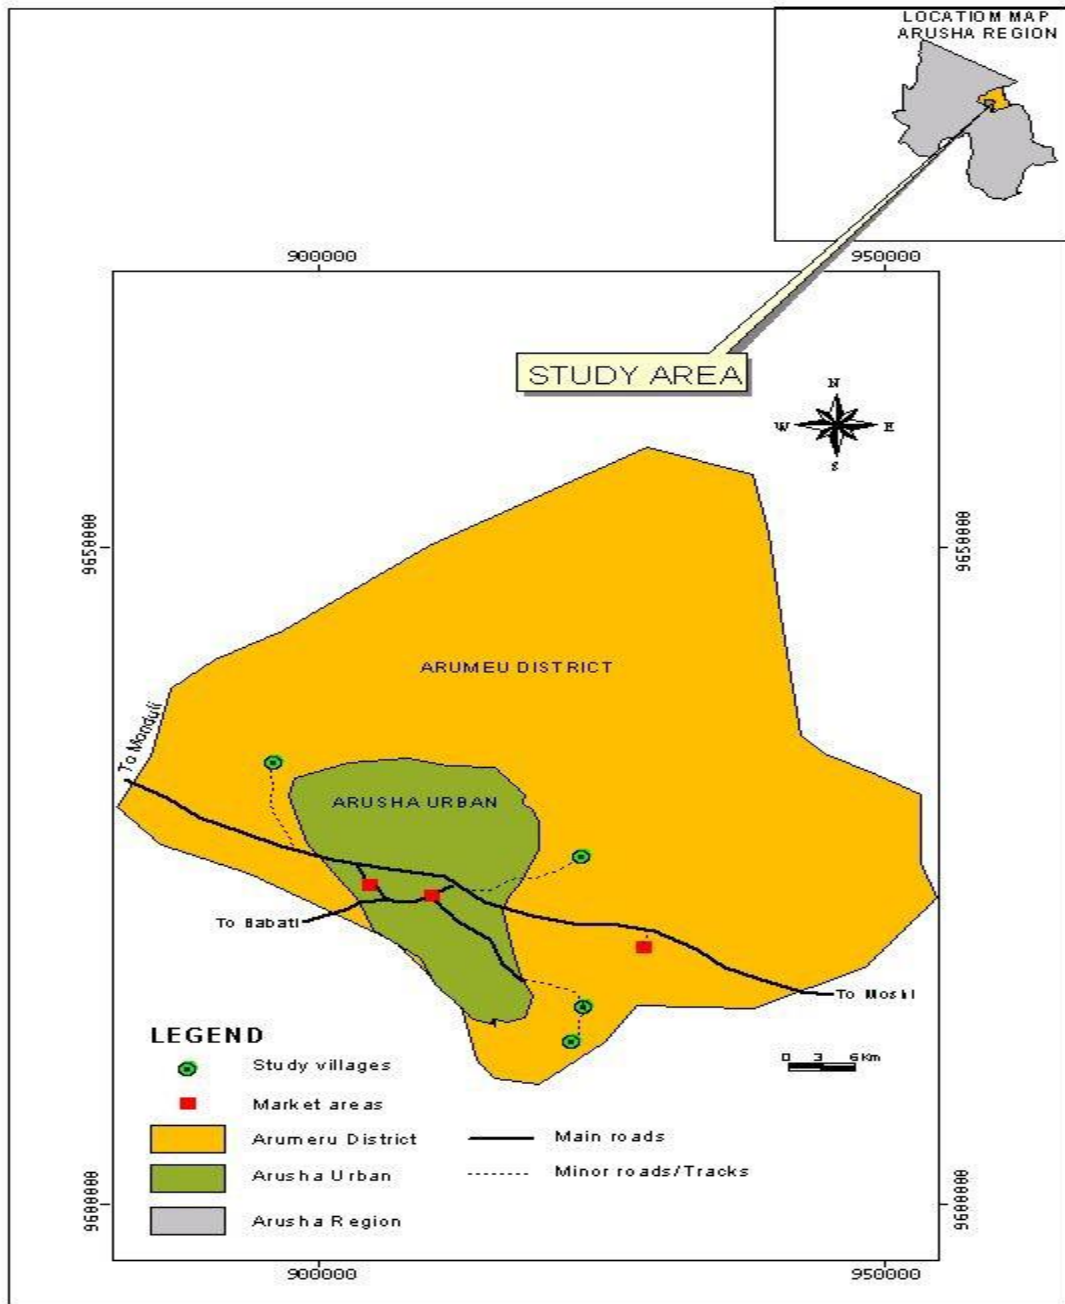 LOCATIOM MAP
ARUSHA REGION
900000
950000
STUDY AREA
N
W
E
S
9650000
9650000
ARUMEU DISTRICT
To Monduli
ARUSHA URBAN
To Babati
To Moshi
LEGEND
0 3 6 Km
Study villages
Market areas
Arumeru District
Main roads
Arusha Urban
Minor roads/Tracks
Arusha Region
9600000
9600000
900000
950000